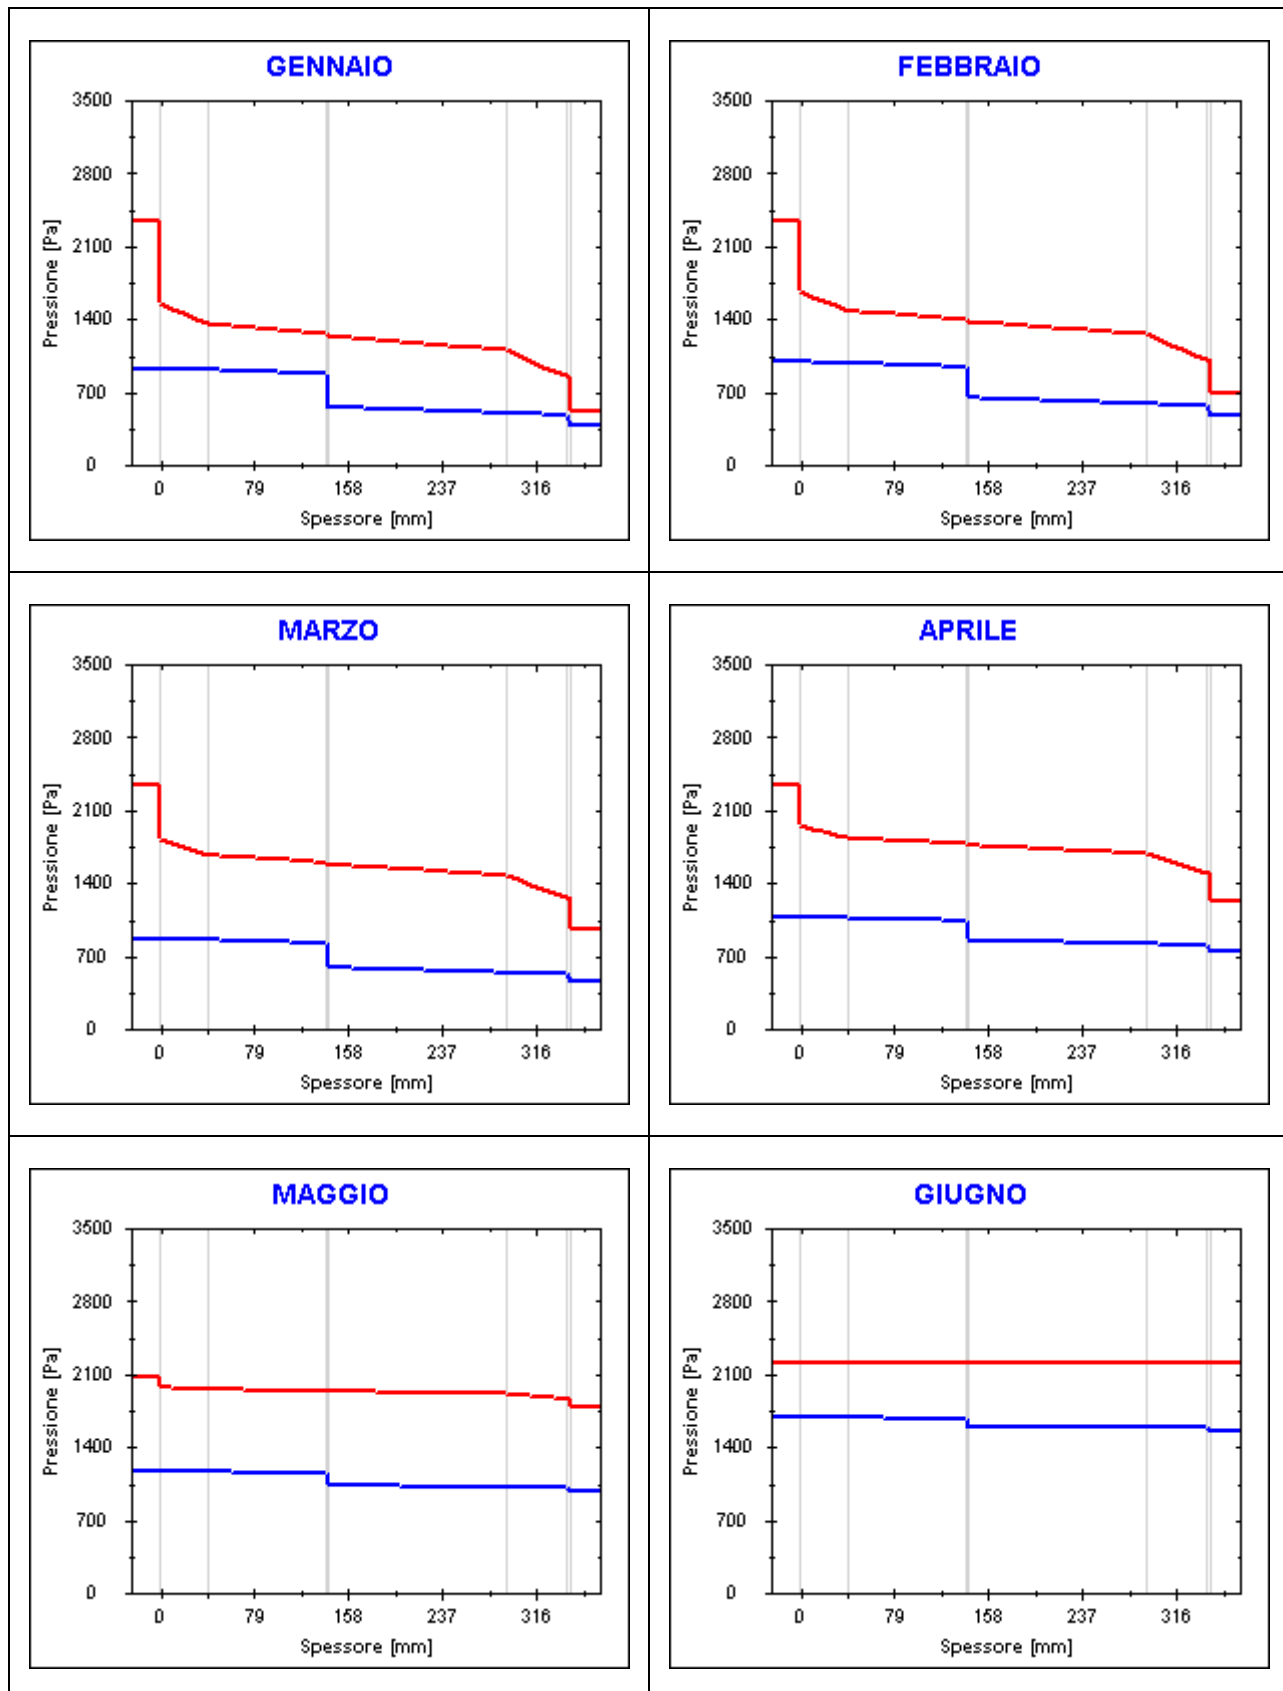 GENNAIO
3500
2800
2100
1400
700
0
Pressione [Pa]
0 79 158 237 316
Spessore [mm]
FEBBRAIO
3500
2800
2100
1400
700
0
Pressione [Pa]
0 79 158 237 316
Spessore [mm]
MARZO
3500
2800
2100
1400
700
0
Pressione [Pa]
0 79 158 237 316
Spessore [mm]
APRILE
3500
2800
2100
1400
700
0
Pressione [Pa]
0 79 158 237 316
Spessore [mm]
MAGGIO
3500
2800
2100
1400
700
0
Pressione [Pa]
0 79 158 237 316
Spessore [mm]
GIUGNO
3500
2800
2100
1400
700
0
Pressione [Pa]
0 79 158 237 316
Spessore [mm]